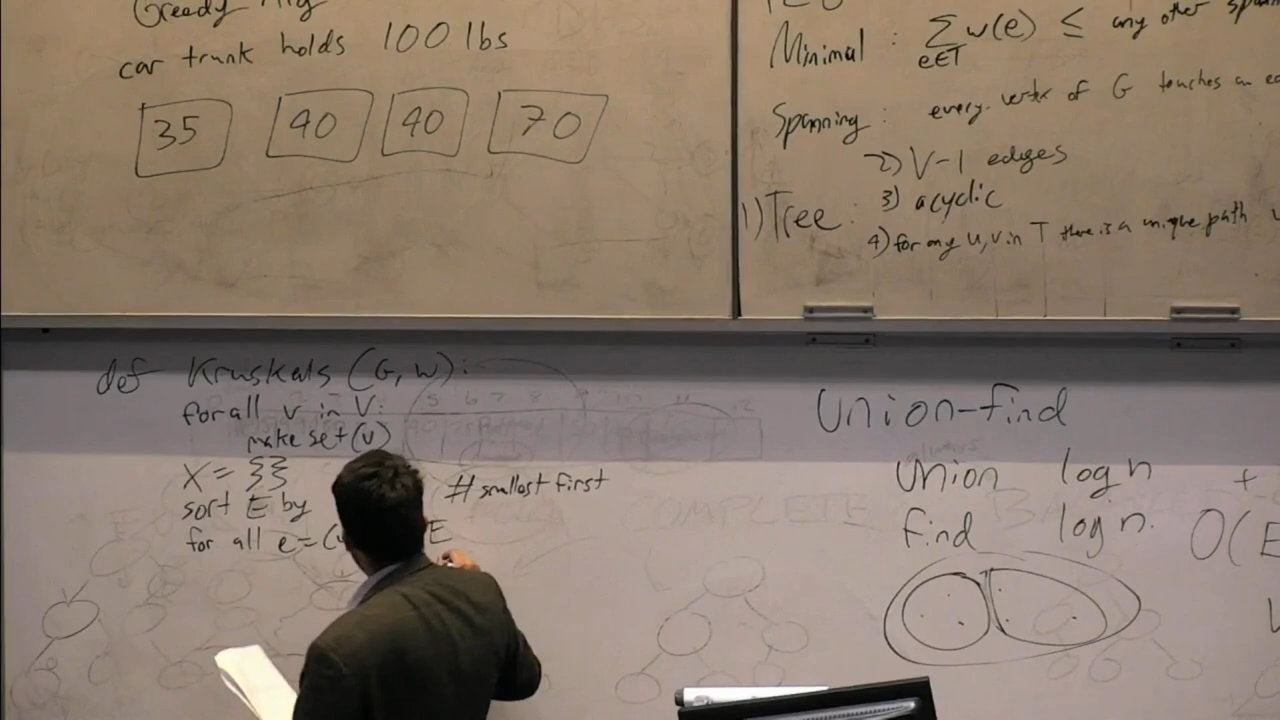 Greedy Alg
car trunk holds 100 lbs
35 40 40 70
Minimal : ∑ w(e) ≤ any other
e∈T
Spanning : every vertex of G touches an
2) V-1 edges
1) Tree : 3) acyclic
4) for any u,v in T there is a unique path
def Kruskals (G, W):
for all v in V:
make set(v)
X = {}
sort E by #smallest first
for all e = ( E
Union-find
Union log n +
find log n. O(E